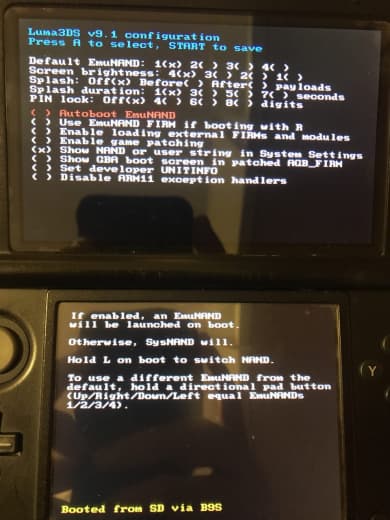 Luma3DS v9.1 configuration
Press A to select, START to save
Default EmuNAND: 1(x) 2( ) 3( ) 4( )
Screen brightness: 4(x) 3( ) 2( ) 1( )
Splash: Off(x) Before( ) After( ) payloads
Splash duration: 1(x) 3( ) 5( ) 7( ) seconds
PIN lock: Off(x) 4( ) 6( ) 8( ) digits
( ) Autoboot EmuNAND
( ) Use EmuNAND FIRM if booting with R
( ) Enable loading external FIRMs and modules
( ) Enable game patching
(x) Show NAND or user string in System Settings
( ) Show GBA boot screen in patched AGB_FIRM
( ) Set developer UNITINFO
( ) Disable ARM11 exception handlers
If enabled, an EmuNAND
will be launched on boot.
Otherwise, SysNAND will.
Hold L on boot to switch NAND.
To use a different EmuNAND from the
default, hold a directional pad button
(Up/Right/Down/Left equal EmuNANDs
1/2/3/4).
Y
Booted from SD via B9S